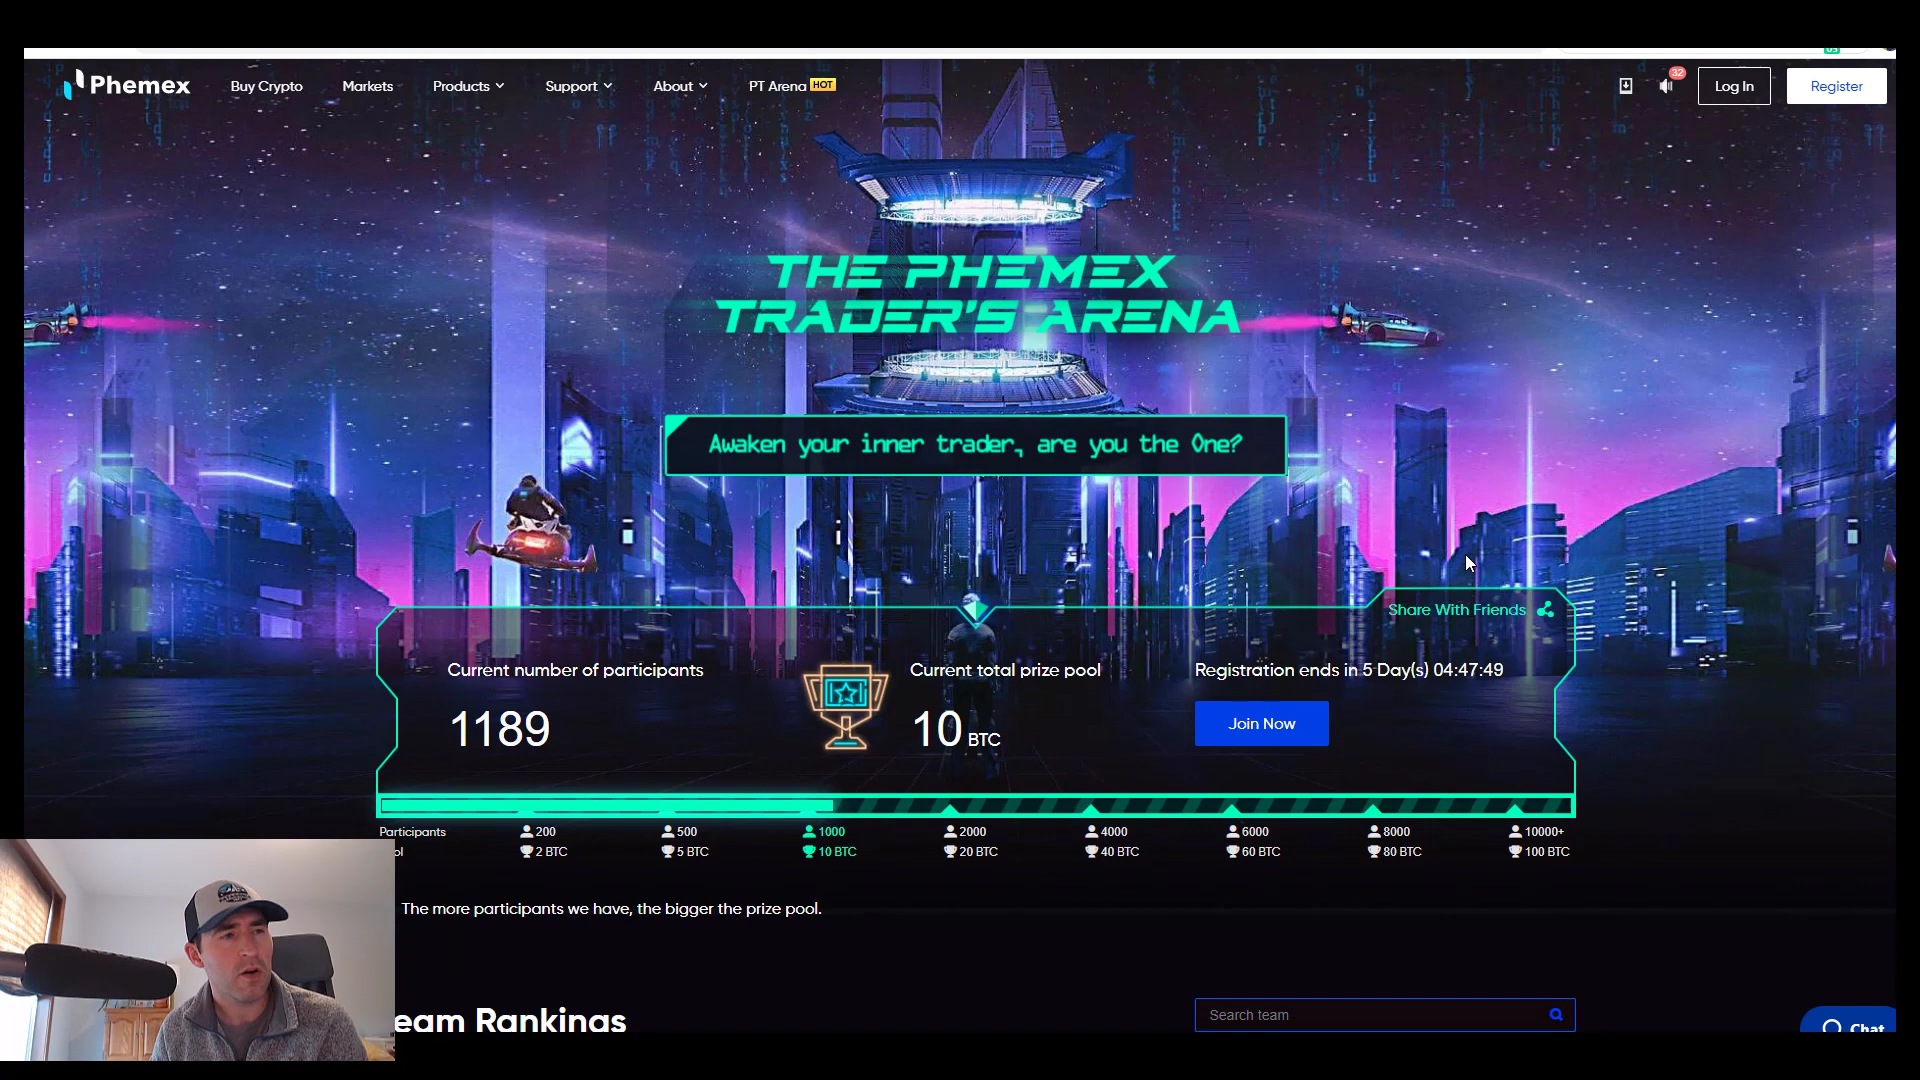 Phemex
Buy Crypto
Markets
Products
Support
About
PT Arena HOT
32
Log In
Register
THE PHEMEX
TRADER'S ARENA
Awaken your inner trader, are you the One?
Share With Friends
Current number of participants
1189
Current total prize pool
10 BTC
Registration ends in 5 Day(s) 04:47:49
Join Now
Participants
200
500
1000
2000
4000
6000
8000
10000+
ol
2 BTC
5 BTC
10 BTC
20 BTC
40 BTC
60 BTC
80 BTC
100 BTC
The more participants we have, the bigger the prize pool.
eam Rankings
Search team
Chat